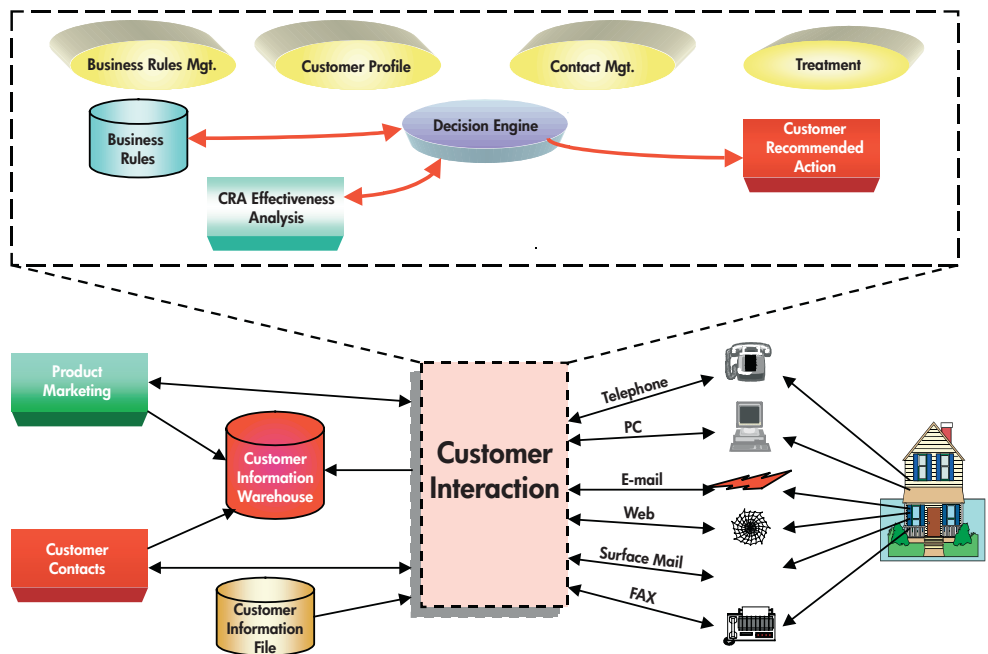 Business Rules Mgt.
Customer Profile
Contact Mgt.
Treatment
Business
Rules
Decision Engine
Customer
Recommended
Action
CRA Effectiveness
Analysis
Product
Marketing
Customer
Information
Warehouse
Customer
Contacts
Customer
Information
File
Customer
Interaction
Telephone
PC
E-mail
Web
Surface Mail
FAX